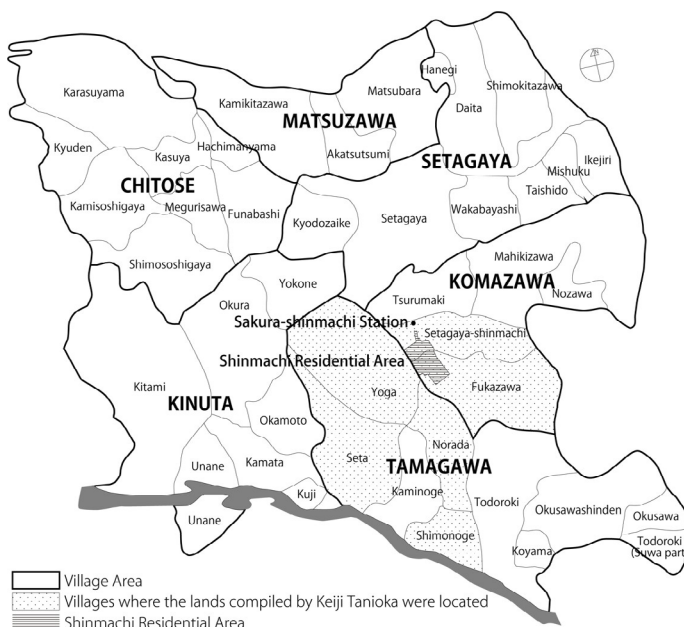 Karasuyama
Kamikitazawa
Matsubara
Hanegi
Daita
Shimokitazawa
MATSUZAWA
Kyuden
Kasuya
Hachimanyama
Akatsutsumi
SETAGAYA
Mishuku
Ikejiri
CHITOSE
Kamisoshigaya
Megurisawa
Funabashi
Kyodozaike
Setagaya
Wakabayashi
Taishido
Shimososhigaya
Yokone
Mahikizawa
KOMAZAWA
Okura
Tsurumaki
Nozawa
Sakura-shinmachi Station
Setagaya-shinmachi
Shinmachi Residential Area
Kitami
Yoga
Fukazawa
KINUTA
Okamoto
Norada
Unane
Kamata
Seta
TAMAGAWA
Kuji
Kaminoge
Todoroki
Okusawashinden
Okusawa
Unane
Shimonoge
Koyama
Todoroki
(Suwa part)
Village Area
Villages where the lands compiled by Keiji Tanioka were located
Shinmachi Residential Area